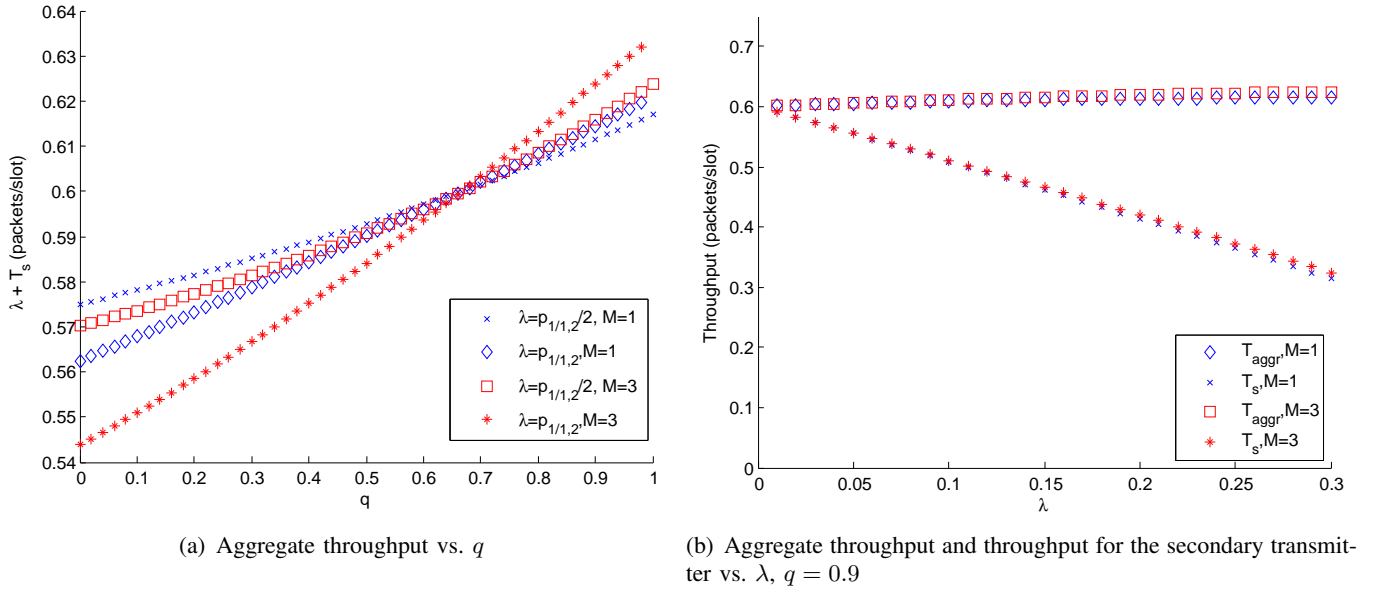 0.64
0.63
0.62
0.61
0.60
0.59
0.58
0.57
0.56
0.55
0.54
λ + T_s (packets/slot)
0 0.1 0.2 0.3 0.4 0.5 0.6 0.7 0.8 0.9 1
q
λ=p_{1/1,2}/2, M=1
λ=p_{1/1,2},M=1
λ=p_{1/1,2}/2, M=3
λ=p_{1/1,2},M=3
(a) Aggregate throughput vs. q
0.7
0.6
0.5
0.4
0.3
0.2
0.1
0
Throughput (packets/slot)
0 0.05 0.1 0.15 0.2 0.25 0.3
λ
T_{aggr},M=1
T_s,M=1
T_{aggr},M=3
T_s,M=3
(b) Aggregate throughput and throughput for the secondary transmit-
ter vs. λ, q = 0.9